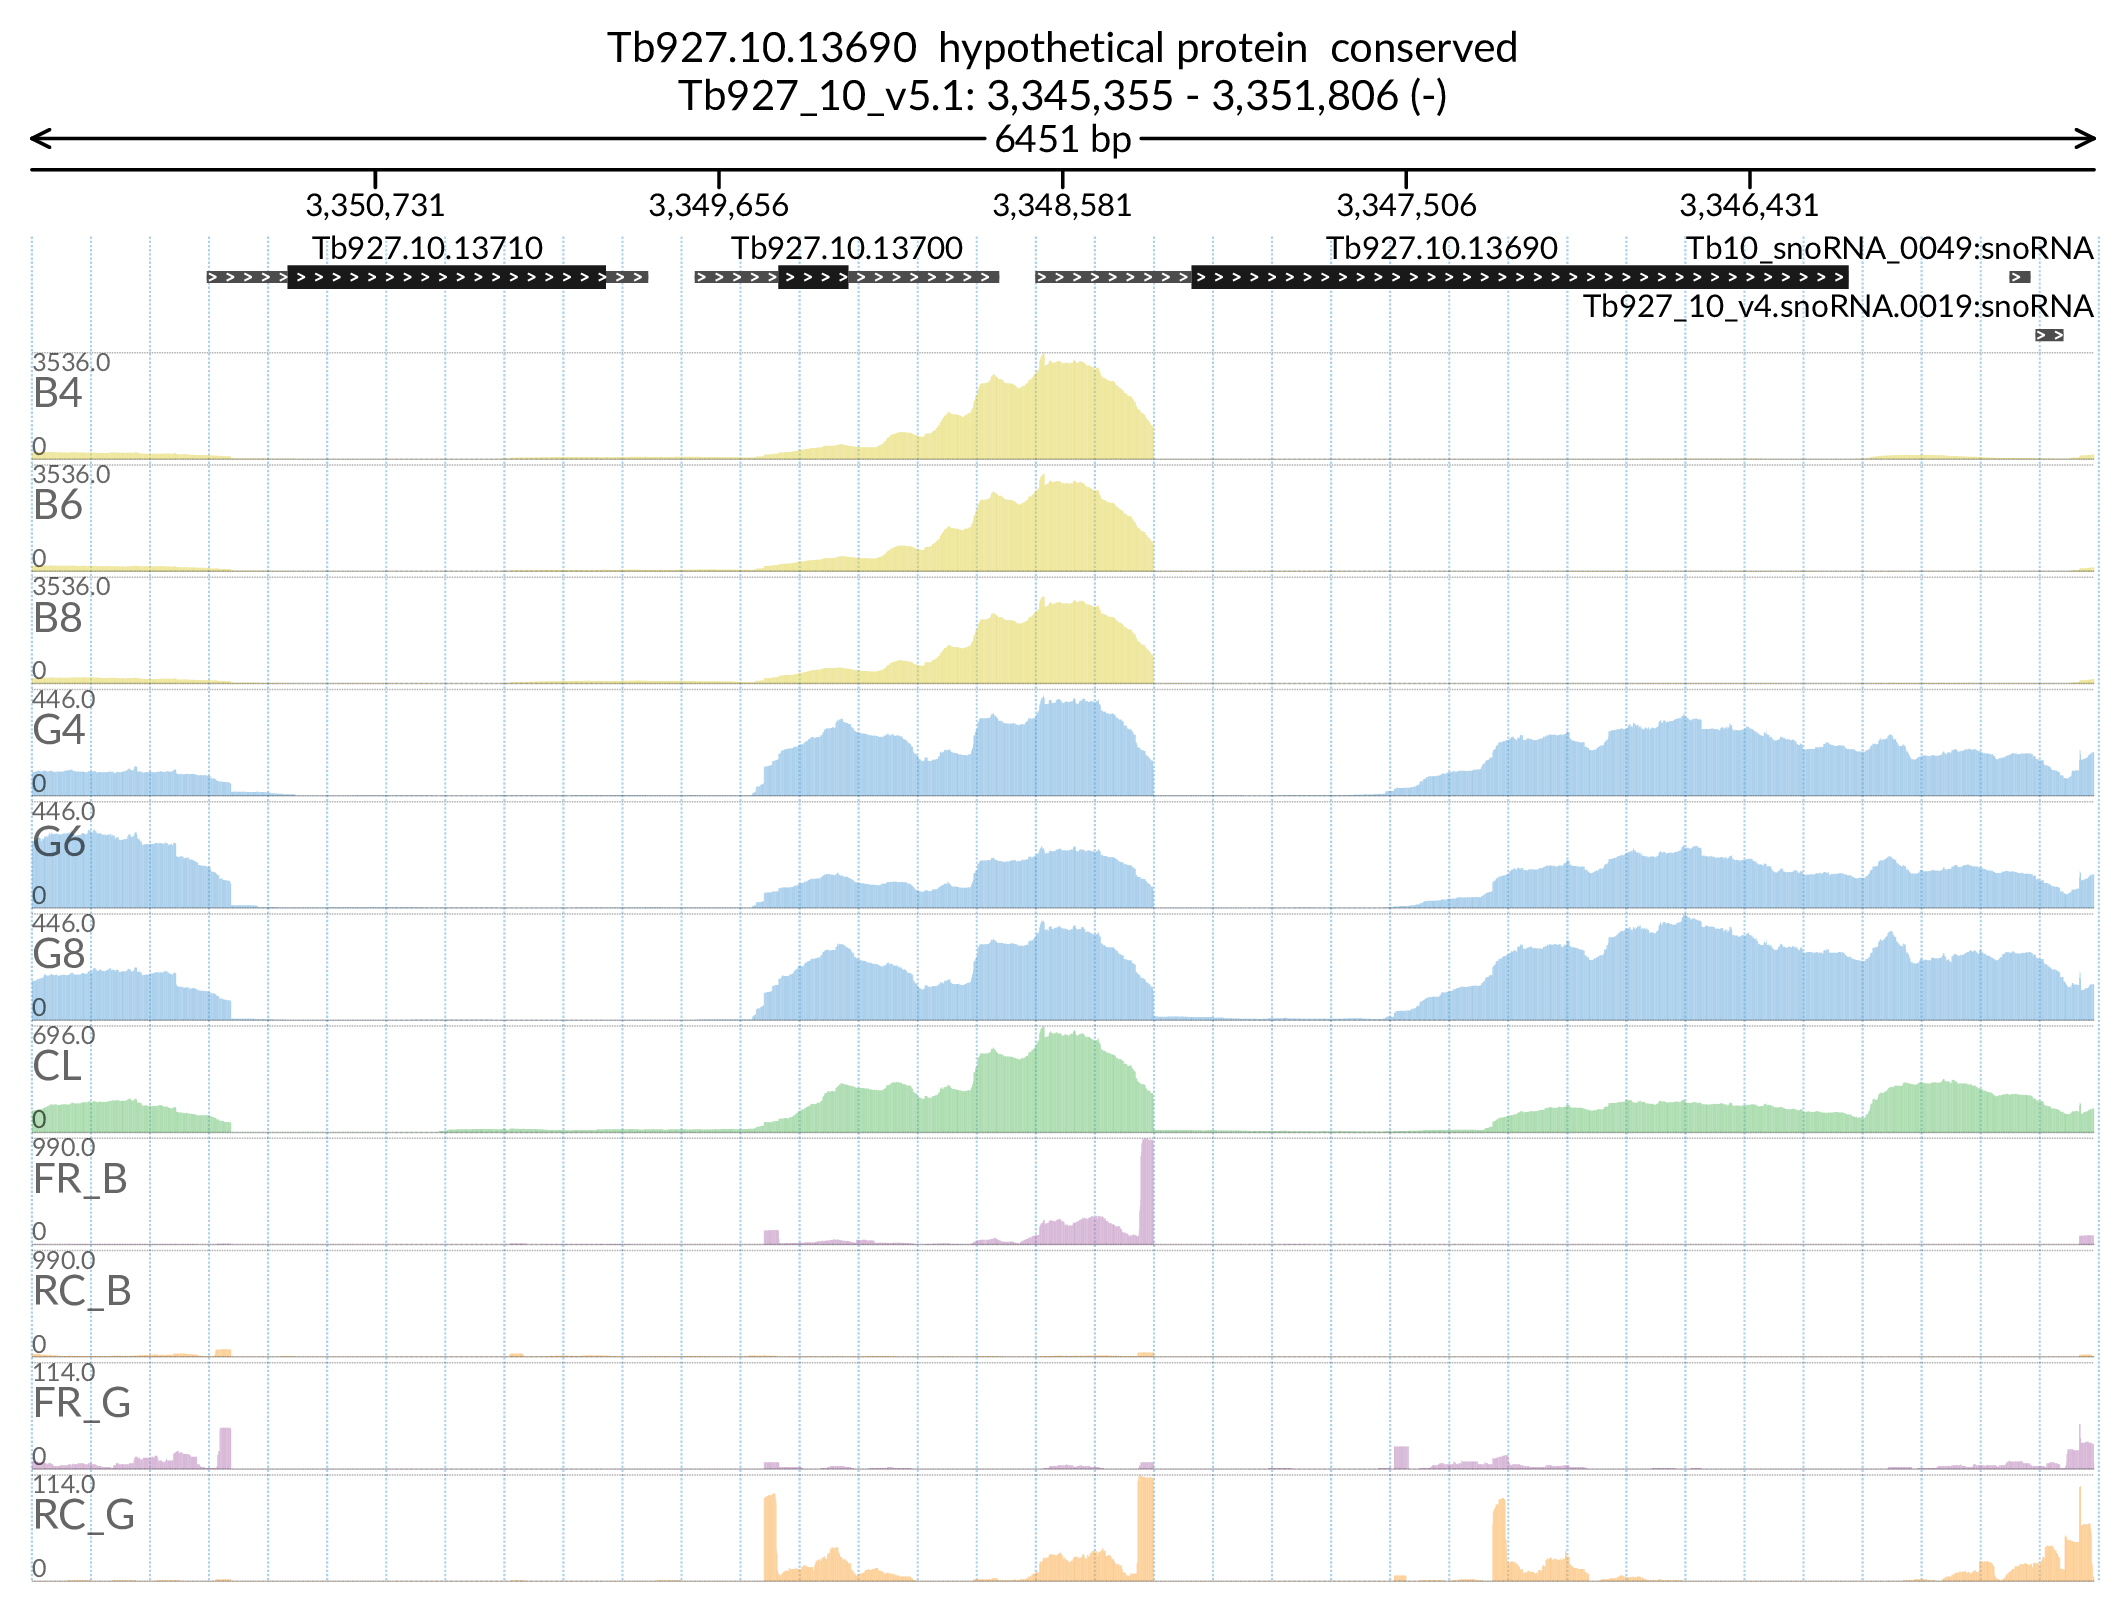 Tb927.10.13690  hypothetical protein  conserved
Tb927_10_v5.1: 3,345,355 - 3,351,806 (-)
6451 bp
3,350,731 3,349,656 3,348,581 3,347,506 3,346,431
Tb927.10.13710 Tb927.10.13700 Tb927.10.13690 Tb10_snoRNA_0049:snoRNA
Tb927_10_v4.snoRNA.0019:snoRNA
3536.0
B4
0
3536.0
B6
0
3536.0
B8
0
446.0
G4
0
446.0
G6
0
446.0
G8
0
696.0
CL
0
990.0
FR_B
0
990.0
RC_B
0
114.0
FR_G
0
114.0
RC_G
0